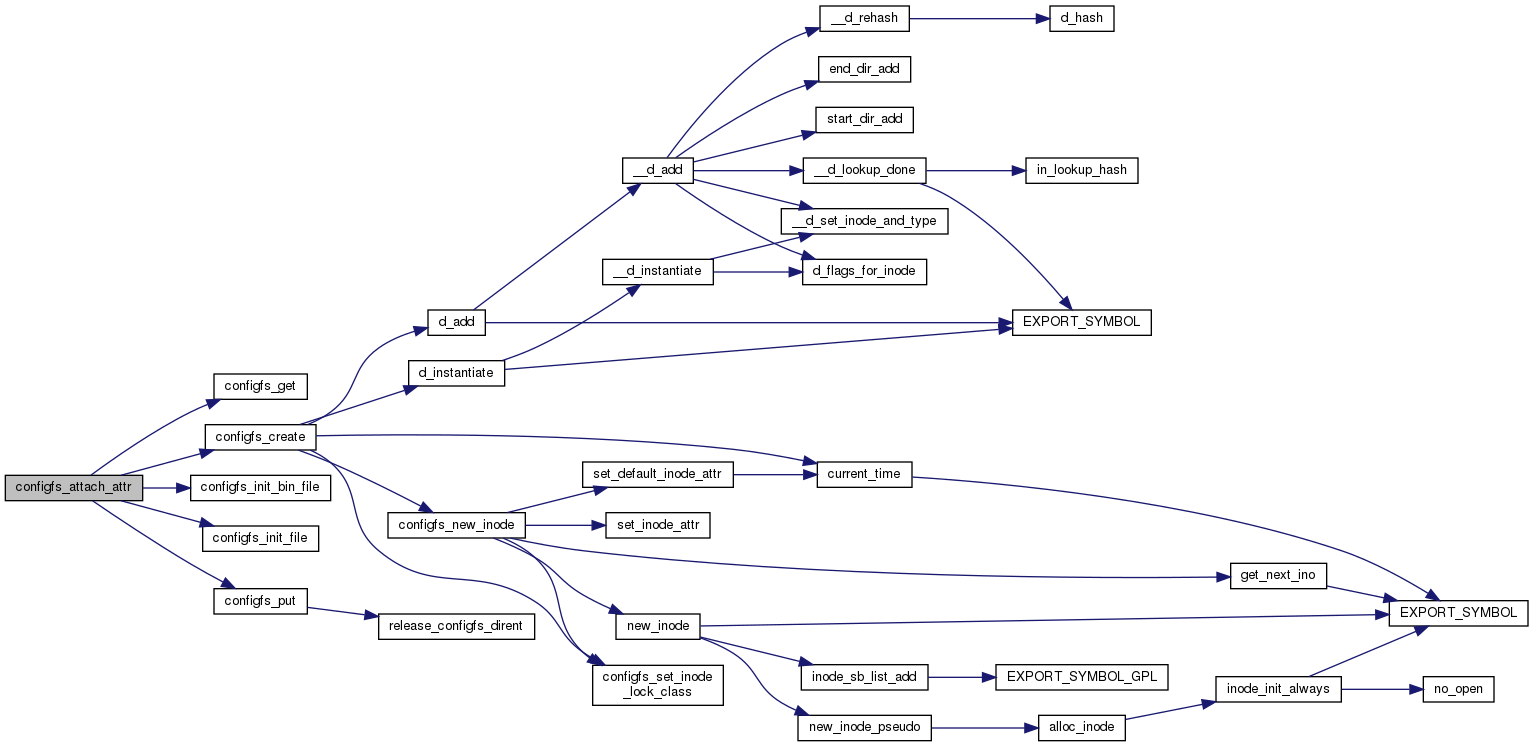 __d_rehash
d_hash
end_dir_add
start_dir_add
__d_add
__d_lookup_done
in_lookup_hash
__d_set_inode_and_type
__d_instantiate
d_flags_for_inode
d_add
EXPORT_SYMBOL
d_instantiate
configfs_get
configfs_create
set_default_inode_attr
current_time
configfs_attach_attr
configfs_init_bin_file
configfs_new_inode
set_inode_attr
configfs_init_file
get_next_ino
configfs_put
EXPORT_SYMBOL
release_configfs_dirent
new_inode
configfs_set_inode
_lock_class
inode_sb_list_add
EXPORT_SYMBOL_GPL
inode_init_always
no_open
new_inode_pseudo
alloc_inode